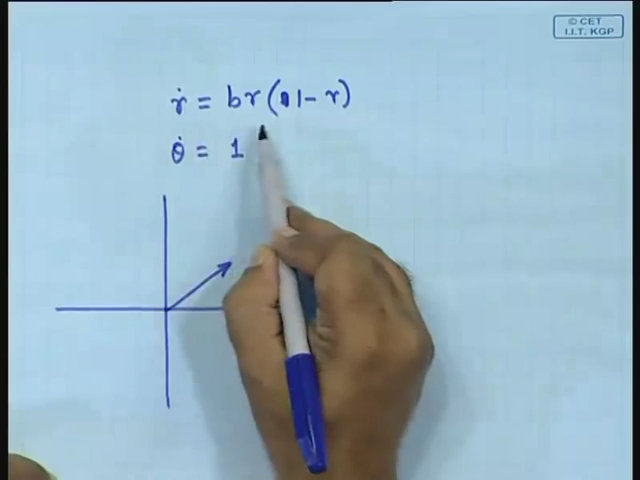 © CET
I.I.T. KGP
ṙ = br(1 - r)
θ̇ = 1